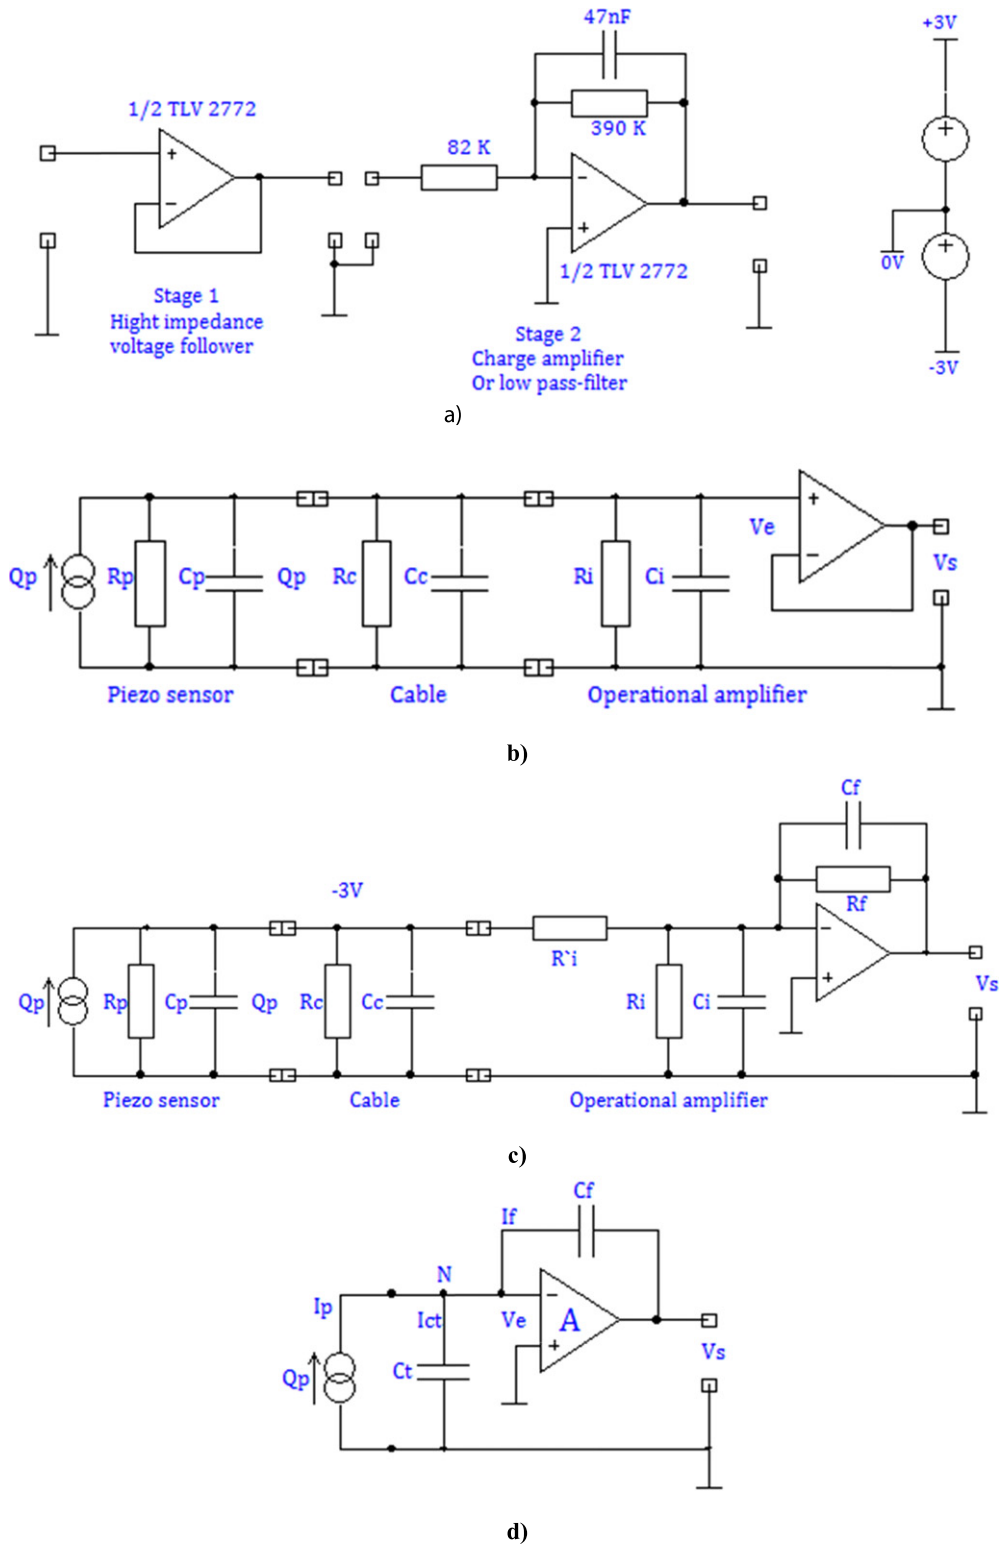 47nF
+3V
1/2 TLV 2772
390 K
82 K
+
−
−
+
+
+
0V
1/2 TLV 2772
Stage 1
Hight impedance
voltage follower
Stage 2
Charge amplifier
Or low pass-filter
-3V
a)
+
−
Ve
Vs
Qp
Rp
Cp
Qp
Rc
Cc
Ri
Ci
Piezo sensor
Cable
Operational amplifier
b)
Cf
-3V
Rf
R`i
−
+
Vs
Qp
Rp
Cp
Qp
Rc
Cc
Ri
Ci
Piezo sensor
Cable
Operational amplifier
c)
Cf
If
N
Ip
Ict
Ve
−
A
+
Vs
Qp
Ct
d)